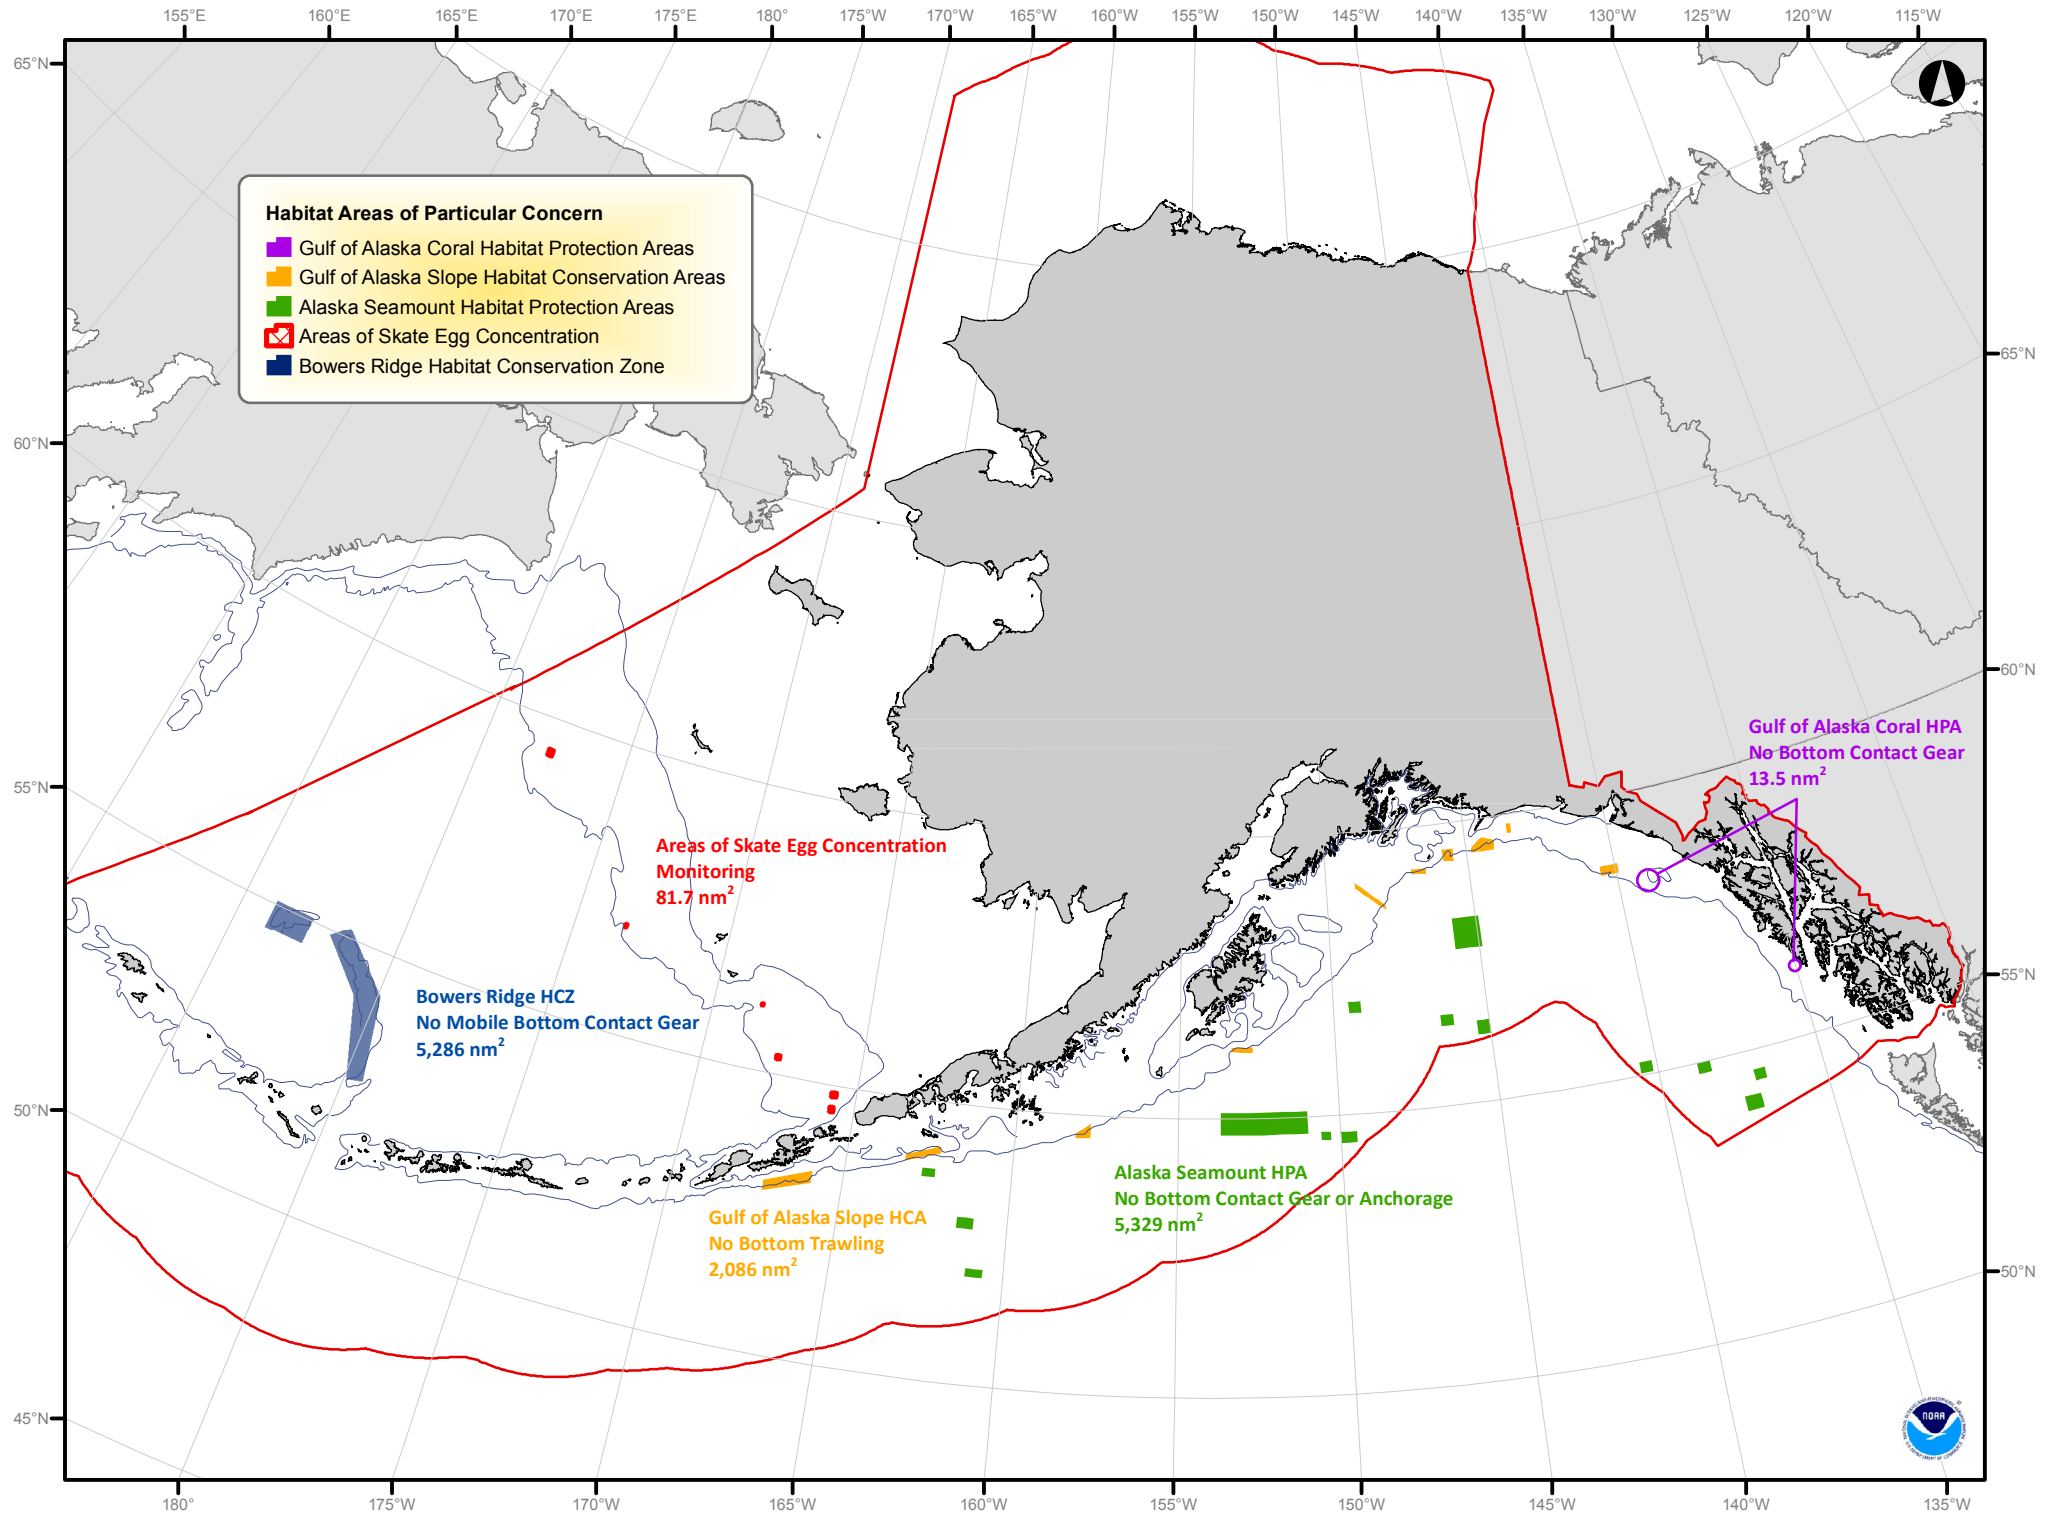 155°E 160°E 165°E 170°E 175°E 180° 175°W 170°W 165°W 160°W 155°W 150°W 145°W 140°W 135°W 130°W 125°W 120°W 115°W
65°N
Habitat Areas of Particular Concern
Gulf of Alaska Coral Habitat Protection Areas
Gulf of Alaska Slope Habitat Conservation Areas
Alaska Seamount Habitat Protection Areas
Areas of Skate Egg Concentration
Bowers Ridge Habitat Conservation Zone
65°N
60°N
60°N
Gulf of Alaska Coral HPA
No Bottom Contact Gear
13.5 nm²
55°N
Areas of Skate Egg Concentration
Monitoring
81.7 nm²
55°N
Bowers Ridge HCZ
No Mobile Bottom Contact Gear
5,286 nm²
50°N
Alaska Seamount HPA
No Bottom Contact Gear or Anchorage
5,329 nm²
Gulf of Alaska Slope HCA
No Bottom Trawling
2,086 nm²
50°N
45°N
NOAA
180° 175°W 170°W 165°W 160°W 155°W 150°W 145°W 140°W 135°W